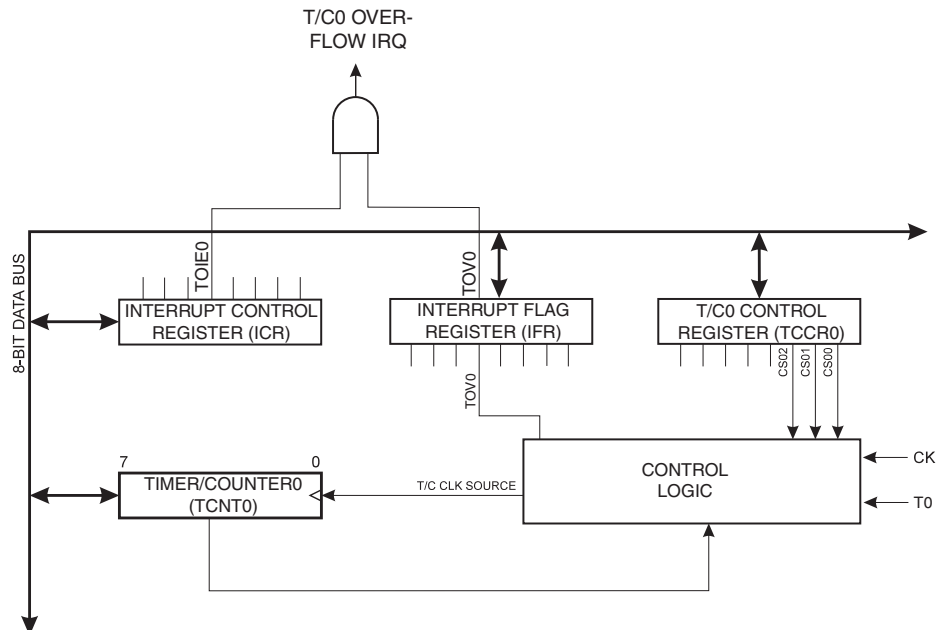 T/C0 OVER-
FLOW IRQ
8-BIT DATA BUS
TOIE0
TOV0
INTERRUPT CONTROL
REGISTER (ICR)
INTERRUPT FLAG
REGISTER (IFR)
T/C0 CONTROL
REGISTER (TCCR0)
TOV0
CS02
CS01
CS00
7
0
TIMER/COUNTER0
(TCNT0)
T/C CLK SOURCE
CONTROL
LOGIC
CK
T0